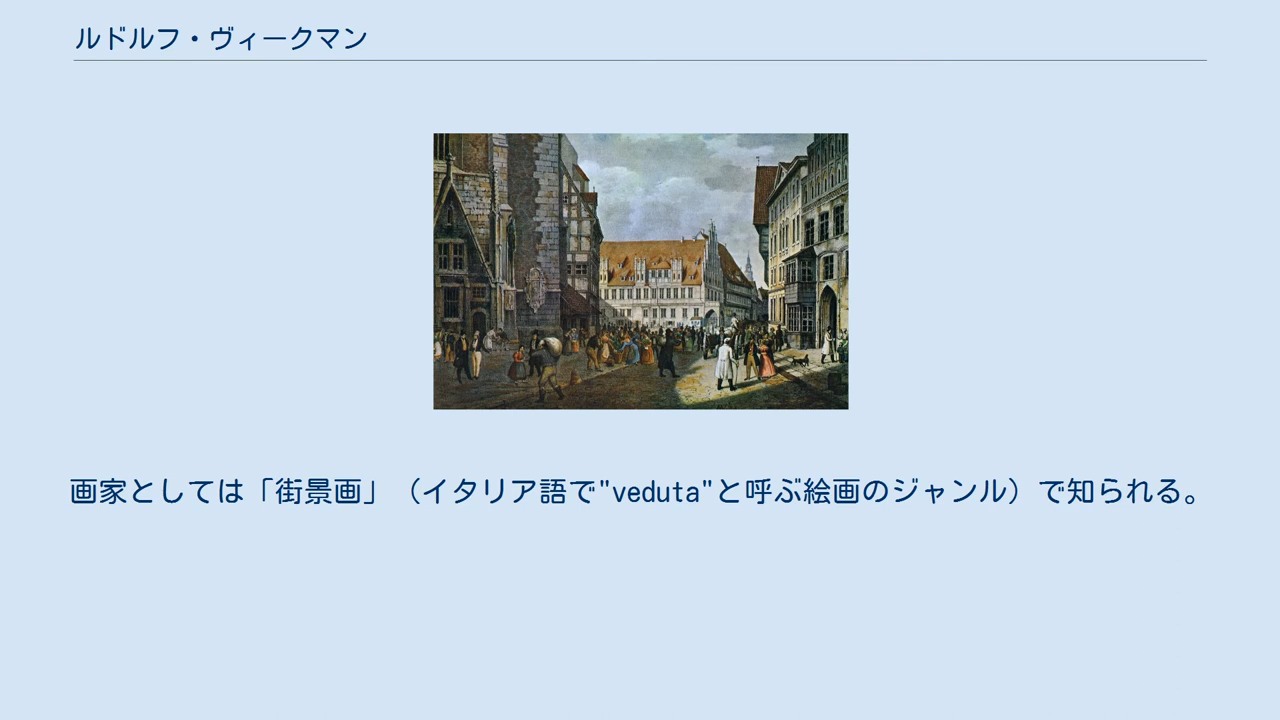 ルドルフ・ヴィークマン
画家としては「街景画」（イタリア語で"veduta"と呼ぶ絵画のジャンル）で知られる。